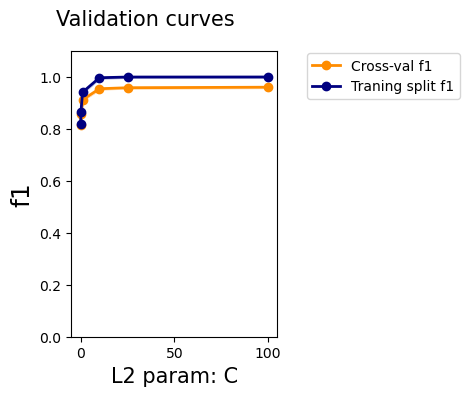 Validation curves
Cross-val f1
Traning split f1
f1
1.0
0.8
0.6
0.4
0.2
0.0
0
50
100
L2 param: C